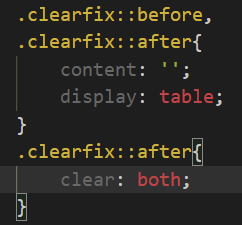 .clearfix::before,
.clearfix::after{
    content: '';
    display: table;
}
.clearfix::after{
    clear: both;
}